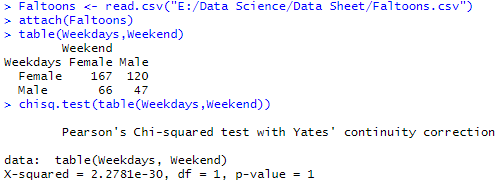 > Faltoons <- read.csv("E:/Data Science/Data Sheet/Faltoons.csv")
> attach(Faltoons)
> table(Weekdays,Weekend)
        Weekend
Weekdays Female Male
  Female    167  120
  Male       66   47
> chisq.test(table(Weekdays,Weekend))
        Pearson's Chi-squared test with Yates' continuity correction
data:  table(Weekdays, Weekend)
X-squared = 2.2781e-30, df = 1, p-value = 1